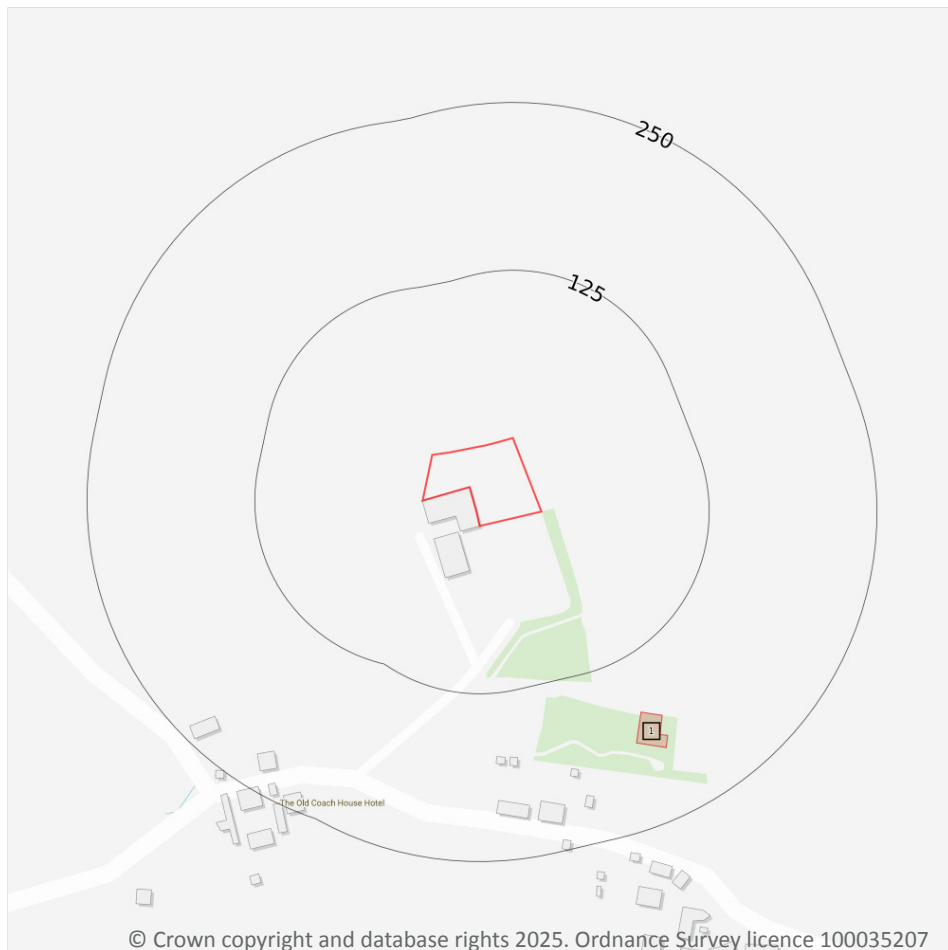 250
125
1
The Old Coach House Hotel
© Crown copyright and database rights 2025. Ordnance Survey licence 100035207